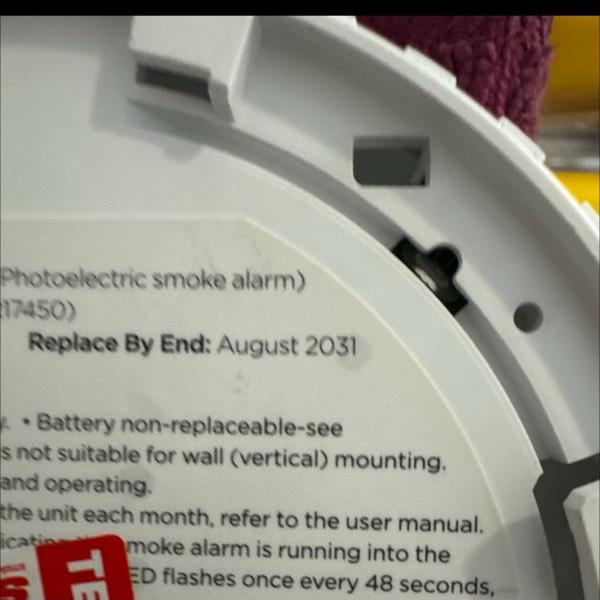 Photoelectric smoke alarm)
17450)
Replace By End: August 2031
• Battery non-replaceable-see
s not suitable for wall (vertical) mounting.
and operating.
the unit each month, refer to the user manual.
moke alarm is running into the
ED flashes once every 48 seconds,
TE